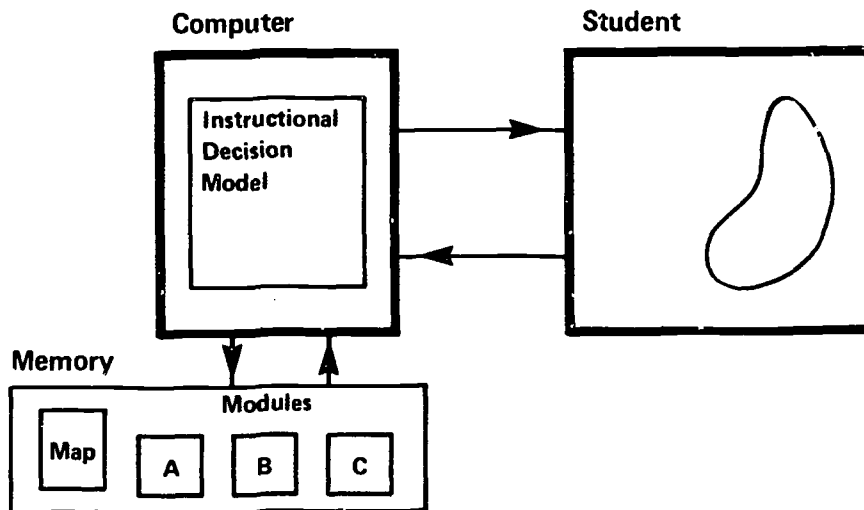 Computer
Student
Instructional
Decision
Model
Memory
Modules
Map
A
B
C